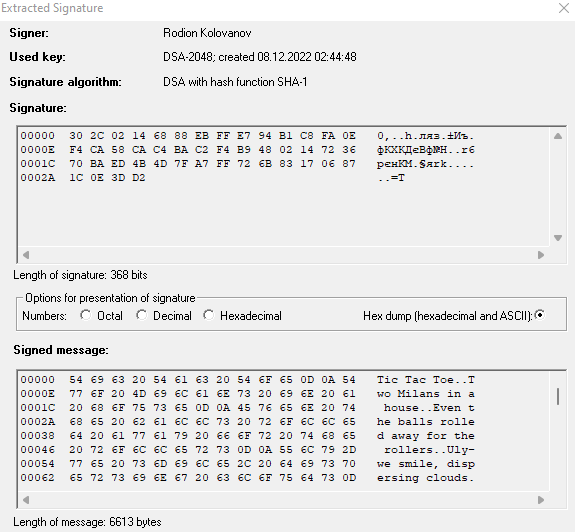 Extracted Signature
Signer: Rodion Kolovanov
Used key: DSA-2048; created 08.12.2022 02:44:48
Signature algorithm: DSA with hash function SHA-1
Signature:
00000 30 2C 02 14 68 88 EB FF E7 94 B1 C8 FA 0E 0,..h.ляз.±Иъ.
0000E F4 CA 58 CA C4 BA C2 F4 B9 48 02 14 72 36 фКXКДєВф№H..r6
0001C 70 BA ED 4B 4D 7F A7 FF 72 6B 83 17 06 87 pєнKM.§яrk....
0002A 1C 0E 3D D2 ..=Т
Length of signature: 368 bits
Options for presentation of signature
Numbers: Octal Decimal Hexadecimal Hex dump (hexadecimal and ASCII):
Signed message:
00000 54 69 63 20 54 61 63 20 54 6F 65 0D 0A 54 Tic Tac Toe..T
0000E 77 6F 20 4D 69 6C 61 6E 73 20 69 6E 20 61 wo Milans in a
0001C 20 68 6F 75 73 65 0D 0A 45 76 65 6E 20 74 house..Even t
0002A 68 65 20 62 61 6C 6C 73 20 72 6F 6C 6C 65 he balls rolle
00038 64 20 61 77 61 79 20 66 6F 72 20 74 68 65 d away for the
00046 20 72 6F 6C 6C 65 72 73 0D 0A 55 6C 79 2D rollers..Uly-
00054 77 65 20 73 6D 69 6C 65 2C 20 64 69 73 70 we smile, disp
00062 65 72 73 69 6E 67 20 63 6C 6F 75 64 73 0D ersing clouds.
Length of message: 6613 bytes